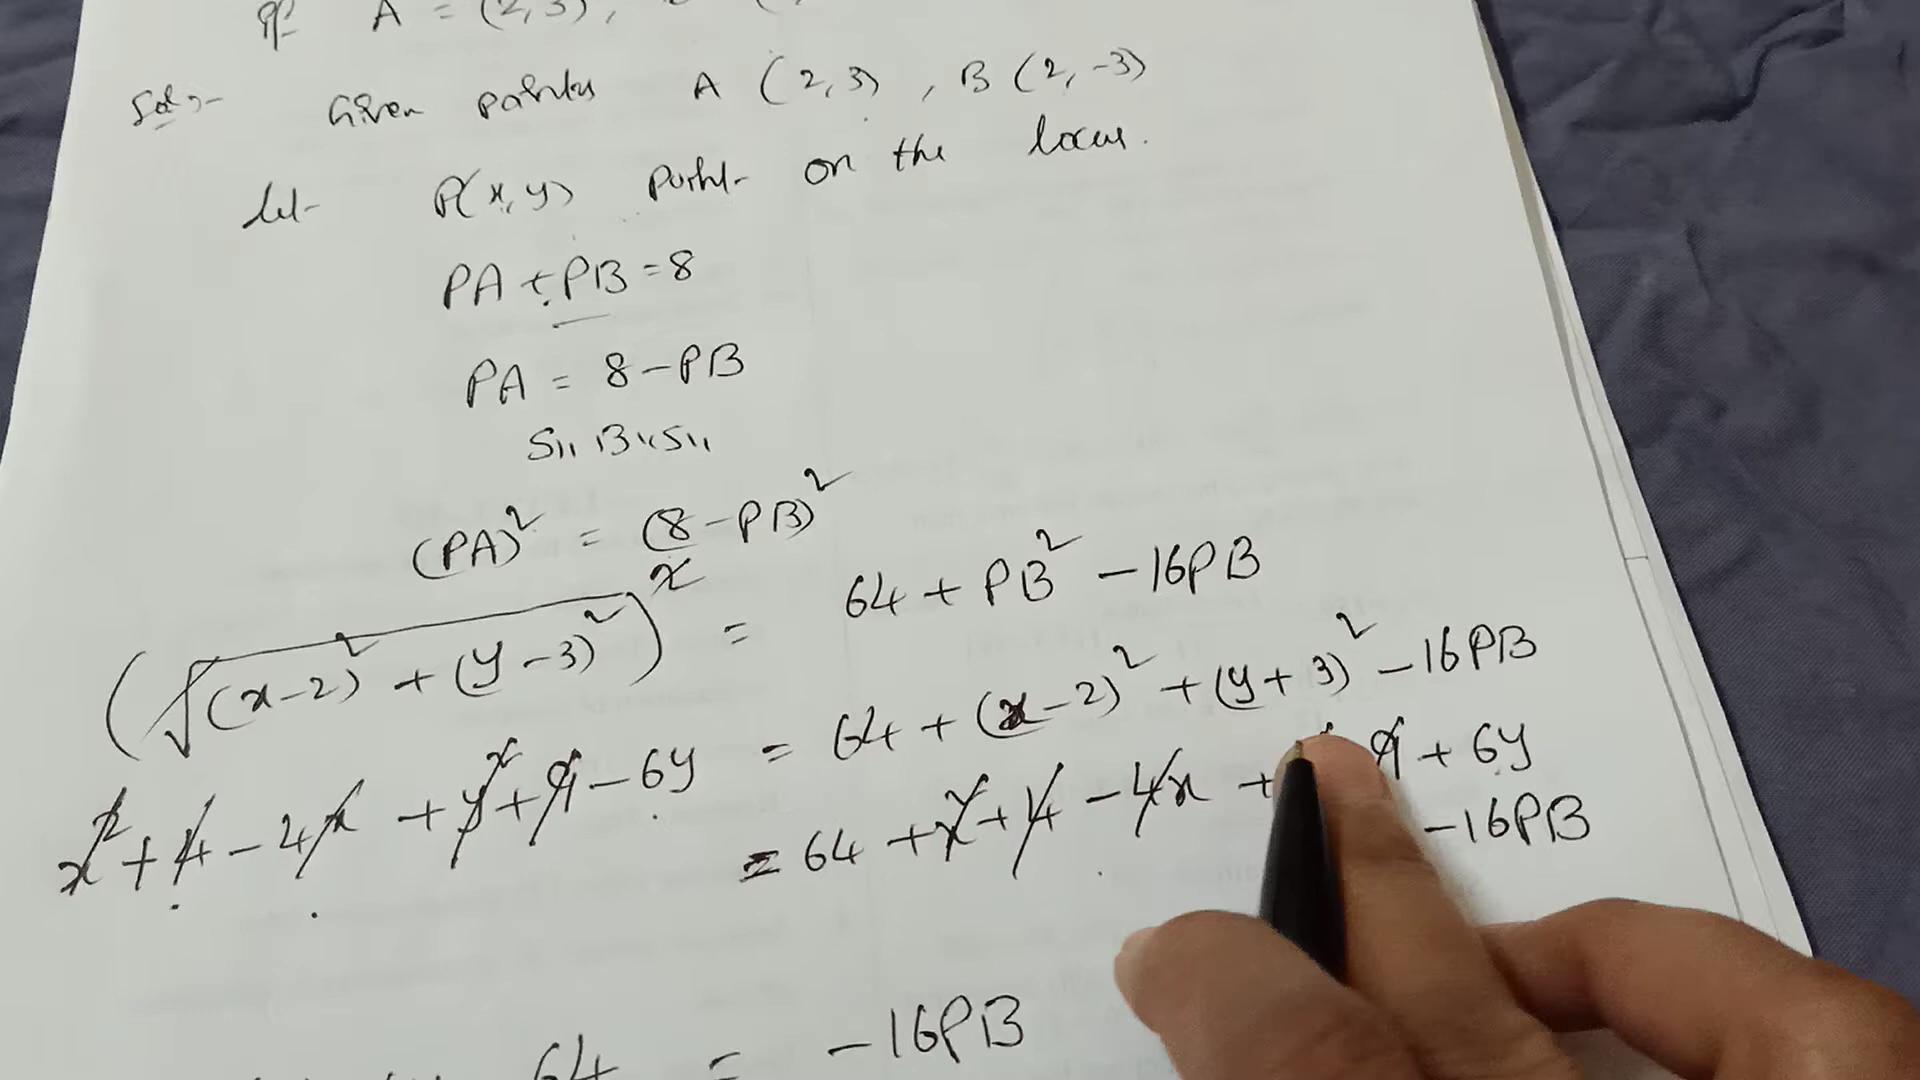 A = (2,3),
Sol:- Given points A (2,3), B (2,-3)
Let P(x,y) point on the locus.
PA + PB = 8
PA = 8 - PB
S.B.S.
(PA)² = (8 - PB)²
(√(x-2)² + (y-3)²)² = 64 + PB² - 16PB
= 64 + (x-2)² + (y+3)² - 16PB
x² + 4 - 4x + y² + 9 - 6y = 64 + x² + 4 - 4x + 9 + 6y
- 16PB
64 = -16PB